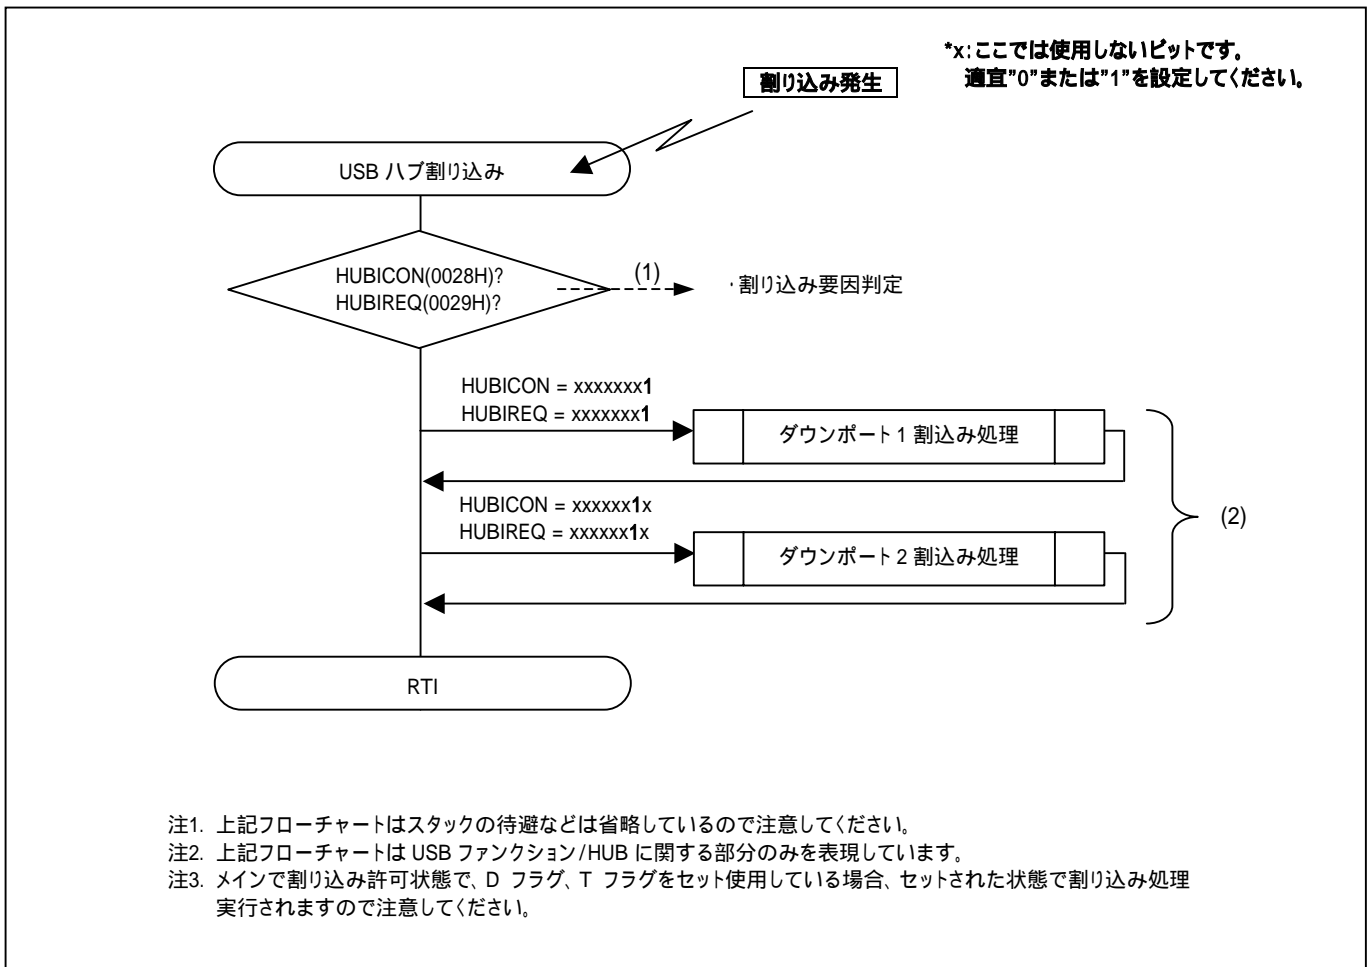 *x:ここでは使用しないビットです。
適宜"0"または"1"を設定してください。
割り込み発生
USB ハブ割り込み
HUBICON(0028H)?
HUBIREQ(0029H)?
(1)
・割り込み要因判定
HUBICON = xxxxxxx1
HUBIREQ = xxxxxxx1
ダウンポート1割込み処理
HUBICON = xxxxxx1x
HUBIREQ = xxxxxx1x
ダウンポート2割込み処理
(2)
RTI
注1. 上記フローチャートはスタックの待避などは省略しているので注意してください。
注2. 上記フローチャートは USB ファンクション/HUB に関する部分のみを表現しています。
注3. メインで割り込み許可状態で、D フラグ、T フラグをセット使用している場合、セットされた状態で割り込み処理
実行されますので注意してください。